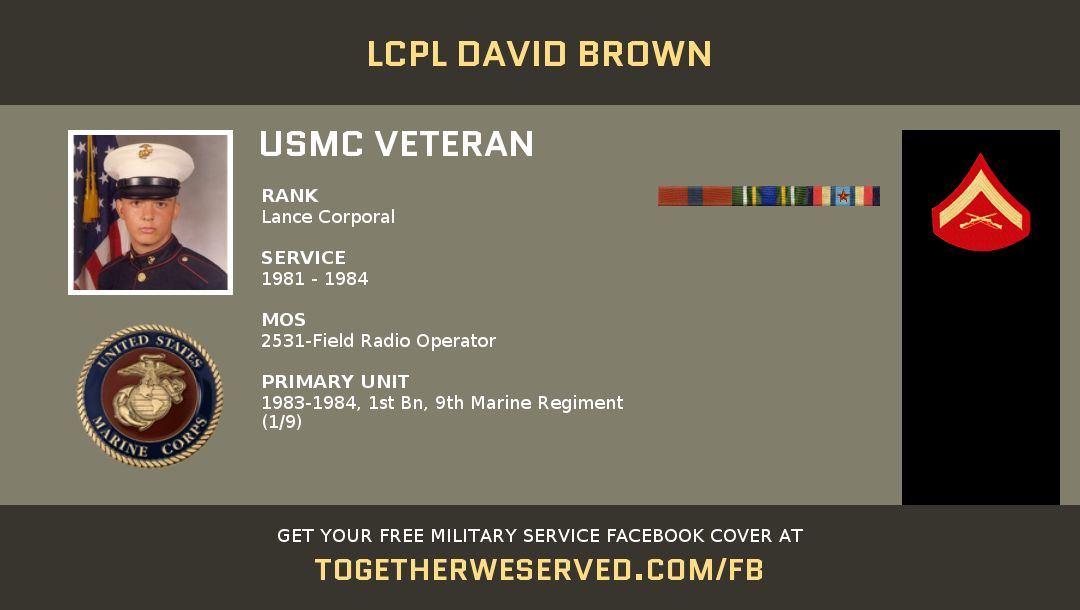 LCPL DAVID BROWN
USMC VETERAN
RANK
Lance Corporal
SERVICE
1981 - 1984
MOS
2531-Field Radio Operator
PRIMARY UNIT
1983-1984, 1st Bn, 9th Marine Regiment
(1/9)
UNITED STATES
MARINE CORPS
GET YOUR FREE MILITARY SERVICE FACEBOOK COVER AT
TOGETHERWESERVED.COM/FB